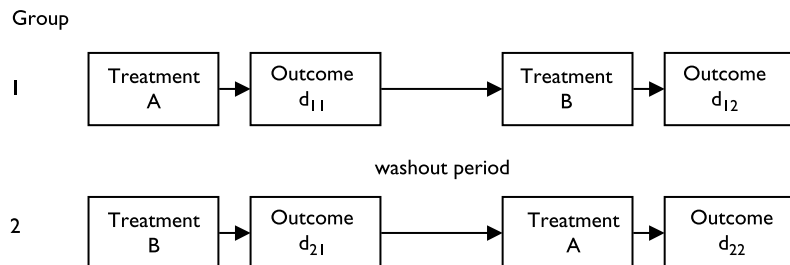 Group
1
Treatment
A
Outcome
d11
Treatment
B
Outcome
d12
washout period
2
Treatment
B
Outcome
d21
Treatment
A
Outcome
d22